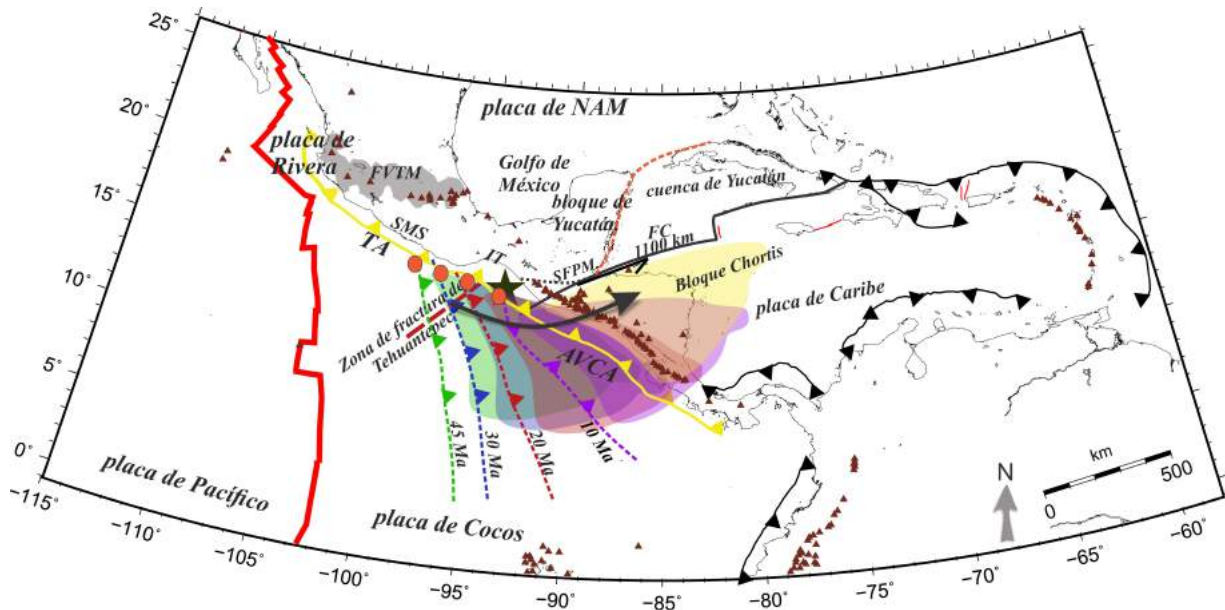 25°
20°
15°
10°
5°
0°
−115°
−110°
−105°
−100°
−95°
−90°
−85°
−80°
−75°
−70°
−65°
−60°
placa de NAM
placa de
Rivera
FVTM
Golfo de
México
bloque de
Yucatán
cuenca de Yucatán
FC
1100 km
SMS
TA
IT
SFPM
Bloque Chortis
placa de Caribe
Zona de fractura de
Tehuantepec
AVCA
45 Ma
30 Ma
20 Ma
10 Ma
placa de Pacífico
placa de Cocos
N
km
0
500